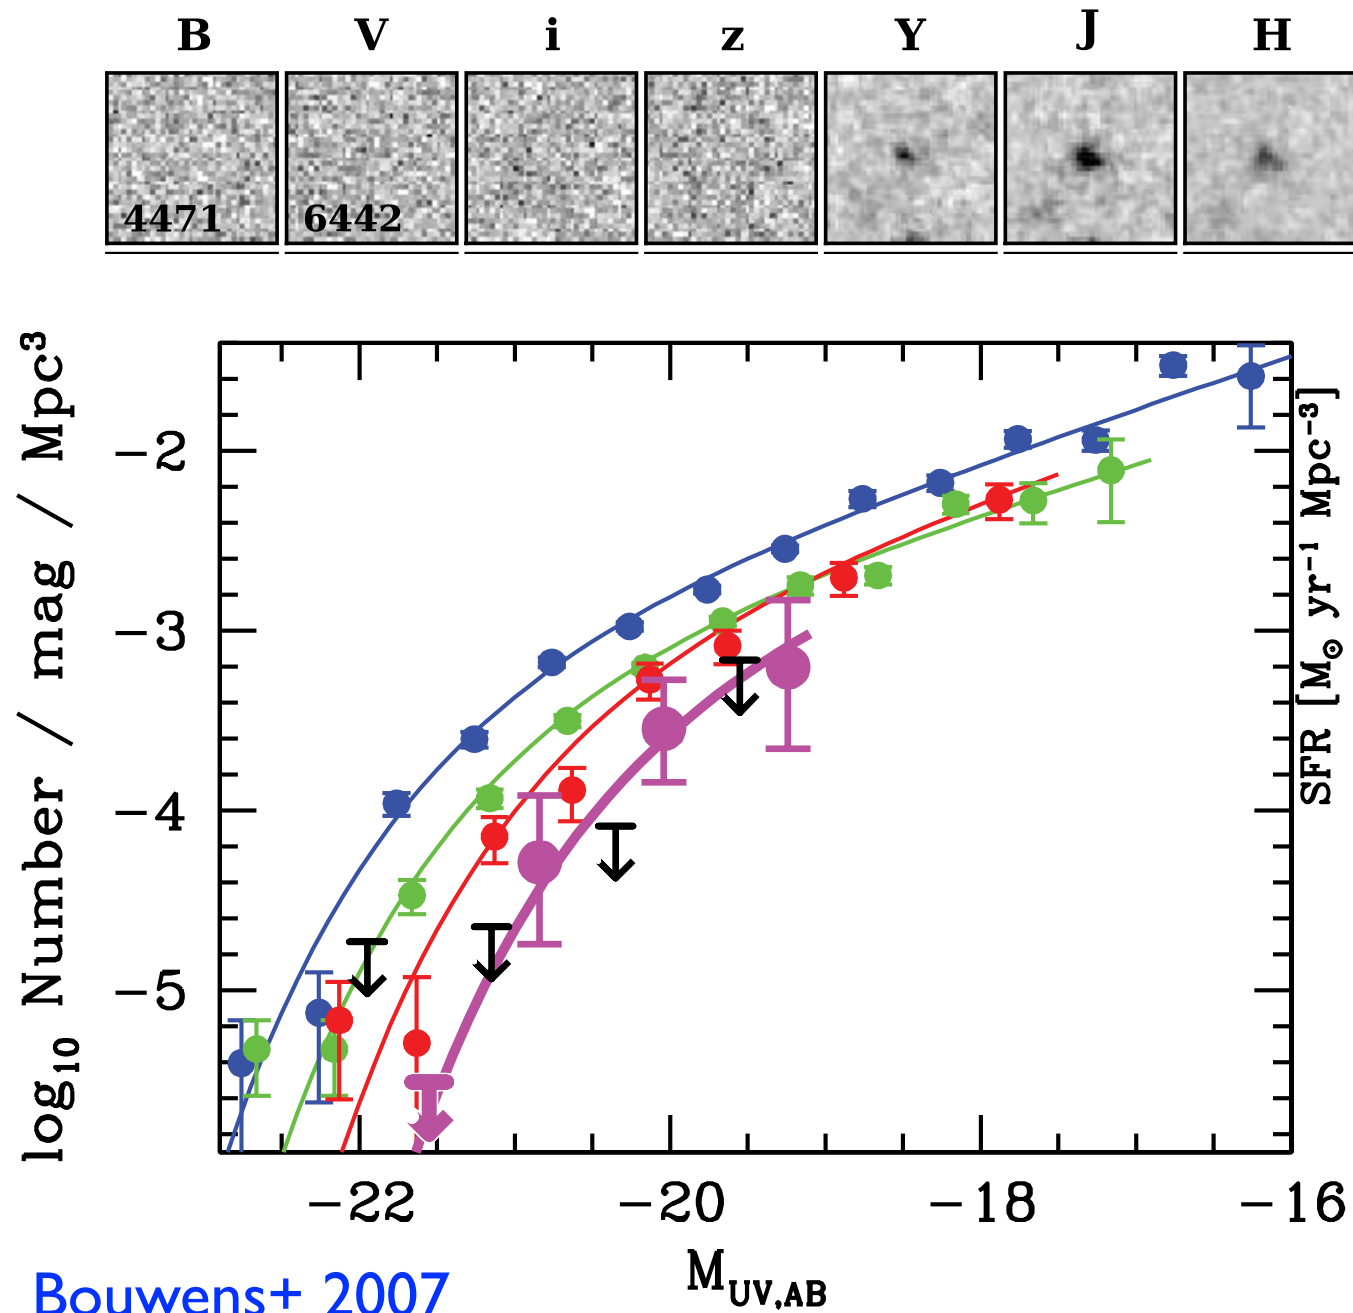 B V i z Y J H
4471 6442
log₁₀ Number / mag / Mpc³
−2
−3
−4
−5
SFR [M⊙ yr⁻¹ Mpc⁻³]
−22 −20 −18 −16
M_UV,AB
Bouwens+ 2007